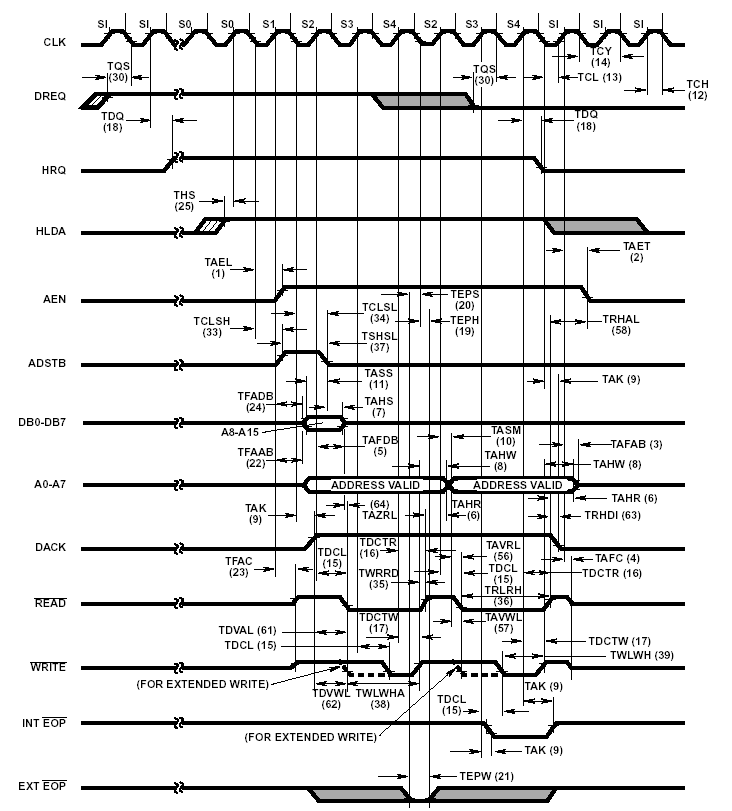 SI SI S0 S0 S1 S2 S3 S4 S2 S3 S4 SI SI SI
CLK
TCY
(14)
TQS
(30)
TQS
(30)
TCL (13)
TCH
(12)
DREQ
TDQ
(18)
TDQ
(18)
HRQ
THS
(25)
HLDA
TAET
(2)
TAEL
(1)
AEN
TEPS
(20)
TCLSL
(34)
TEPH
(19)
TRHAL
(58)
TCLSH
(33)
TSHSL
(37)
ADSTB
TASS
(11)
TAK (9)
TFADB
(24)
TAHS
(7)
DB0-DB7
A8-A15
TASM
(10)
TAFDB
(5)
TAFAB (3)
TFAAB
(22)
TAHW
(8)
TAHW (8)
A0-A7
ADDRESS VALID ADDRESS VALID
TAK
(9)
(64)
TAZRL
TAHR
(6)
TAHR (6)
TRHDI (63)
DACK
TDCTR
(16)
TAVRL
(56)
TFAC
(23)
TDCL
(15)
TAFC (4)
TWRRD
(35)
TDCL
(15)
TDCTR (16)
TRLRH
(36)
READ
TDCTW
(17)
TAVWL
(57)
TDVAL (61)
TDCL (15)
TDCTW (17)
TWLWH (39)
WRITE
(FOR EXTENDED WRITE)
TDVWL
(62)
TWLWHA
(38)
TDCL
(15)
TAK (9)
INT EOP
(FOR EXTENDED WRITE)
TAK (9)
TEPW (21)
EXT EOP